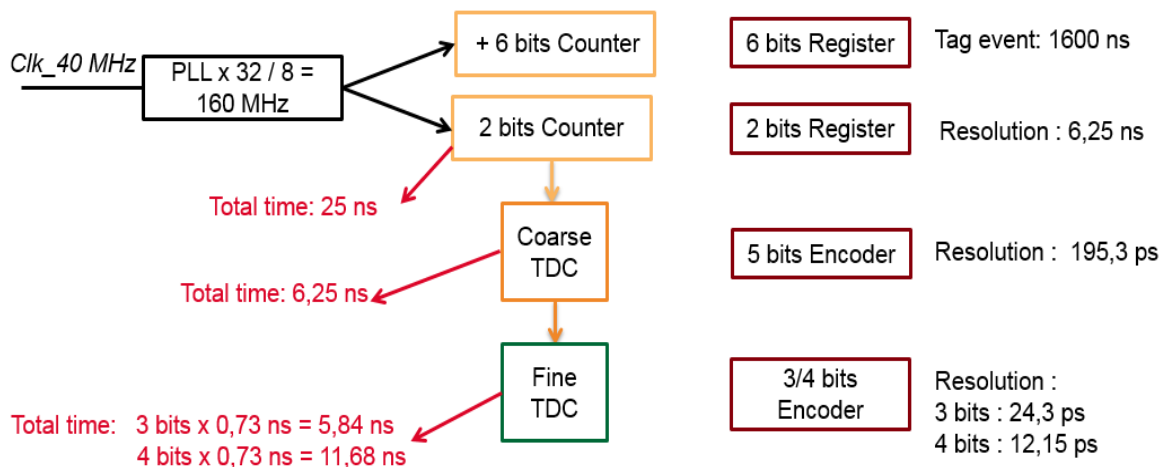 + 6 bits Counter
6 bits Register
Tag event: 1600 ns
Clk_40 MHz
PLL x 32 / 8 =
160 MHz
2 bits Counter
2 bits Register
Resolution : 6,25 ns
Total time: 25 ns
Coarse
TDC
5 bits Encoder
Resolution :  195,3 ps
Total time: 6,25 ns
Fine
TDC
3/4 bits
Encoder
Resolution :
3 bits : 24,3 ps
4 bits : 12,15 ps
Total time:   3 bits x 0,73 ns = 5,84 ns
4 bits x 0,73 ns = 11,68 ns